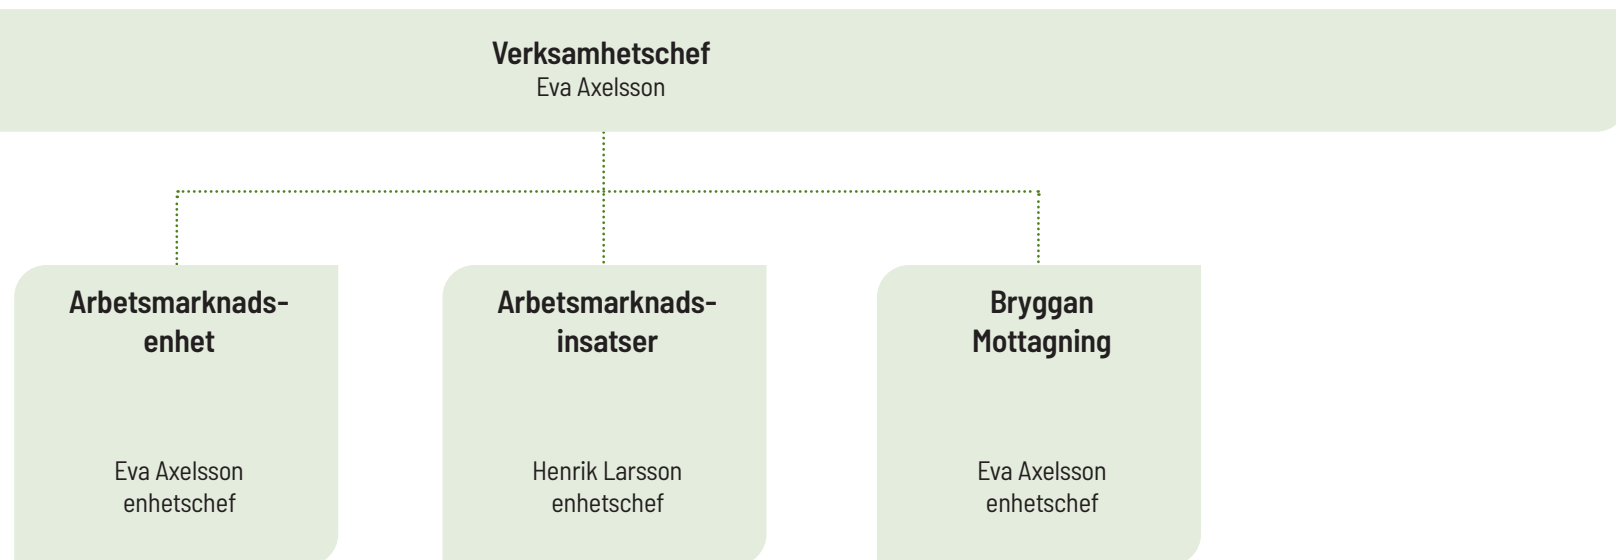 Verksamhetschef
Eva Axelsson
Arbetsmarknads-
enhet
Eva Axelsson
enhetschef
Arbetsmarknads-
insatser
Henrik Larsson
enhetschef
Bryggan
Mottagning
Eva Axelsson
enhetschef